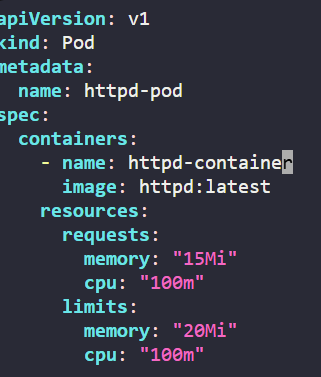 apiVersion: v1
kind: Pod
metadata:
  name: httpd-pod
spec:
  containers:
    - name: httpd-container
      image: httpd:latest
    resources:
      requests:
        memory: "15Mi"
        cpu: "100m"
      limits:
        memory: "20Mi"
        cpu: "100m"